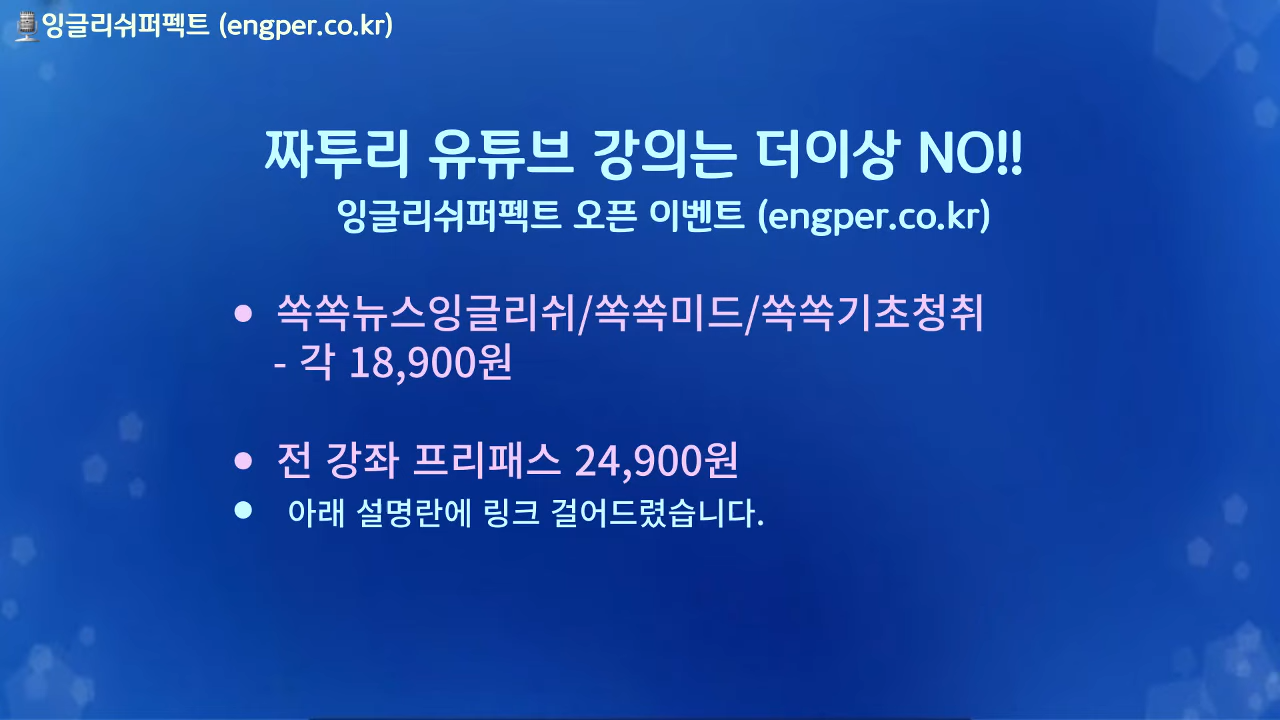 잉글리쉬퍼펙트 (engper.co.kr)
짜투리 유튜브 강의는 더이상 NO!!
잉글리쉬퍼펙트 오픈 이벤트 (engper.co.kr)
● 쏙쏙뉴스잉글리쉬/쏙쏙미드/쏙쏙기초청취
- 각 18,900원
● 전 강좌 프리패스 24,900원
● 아래 설명란에 링크 걸어드렸습니다.